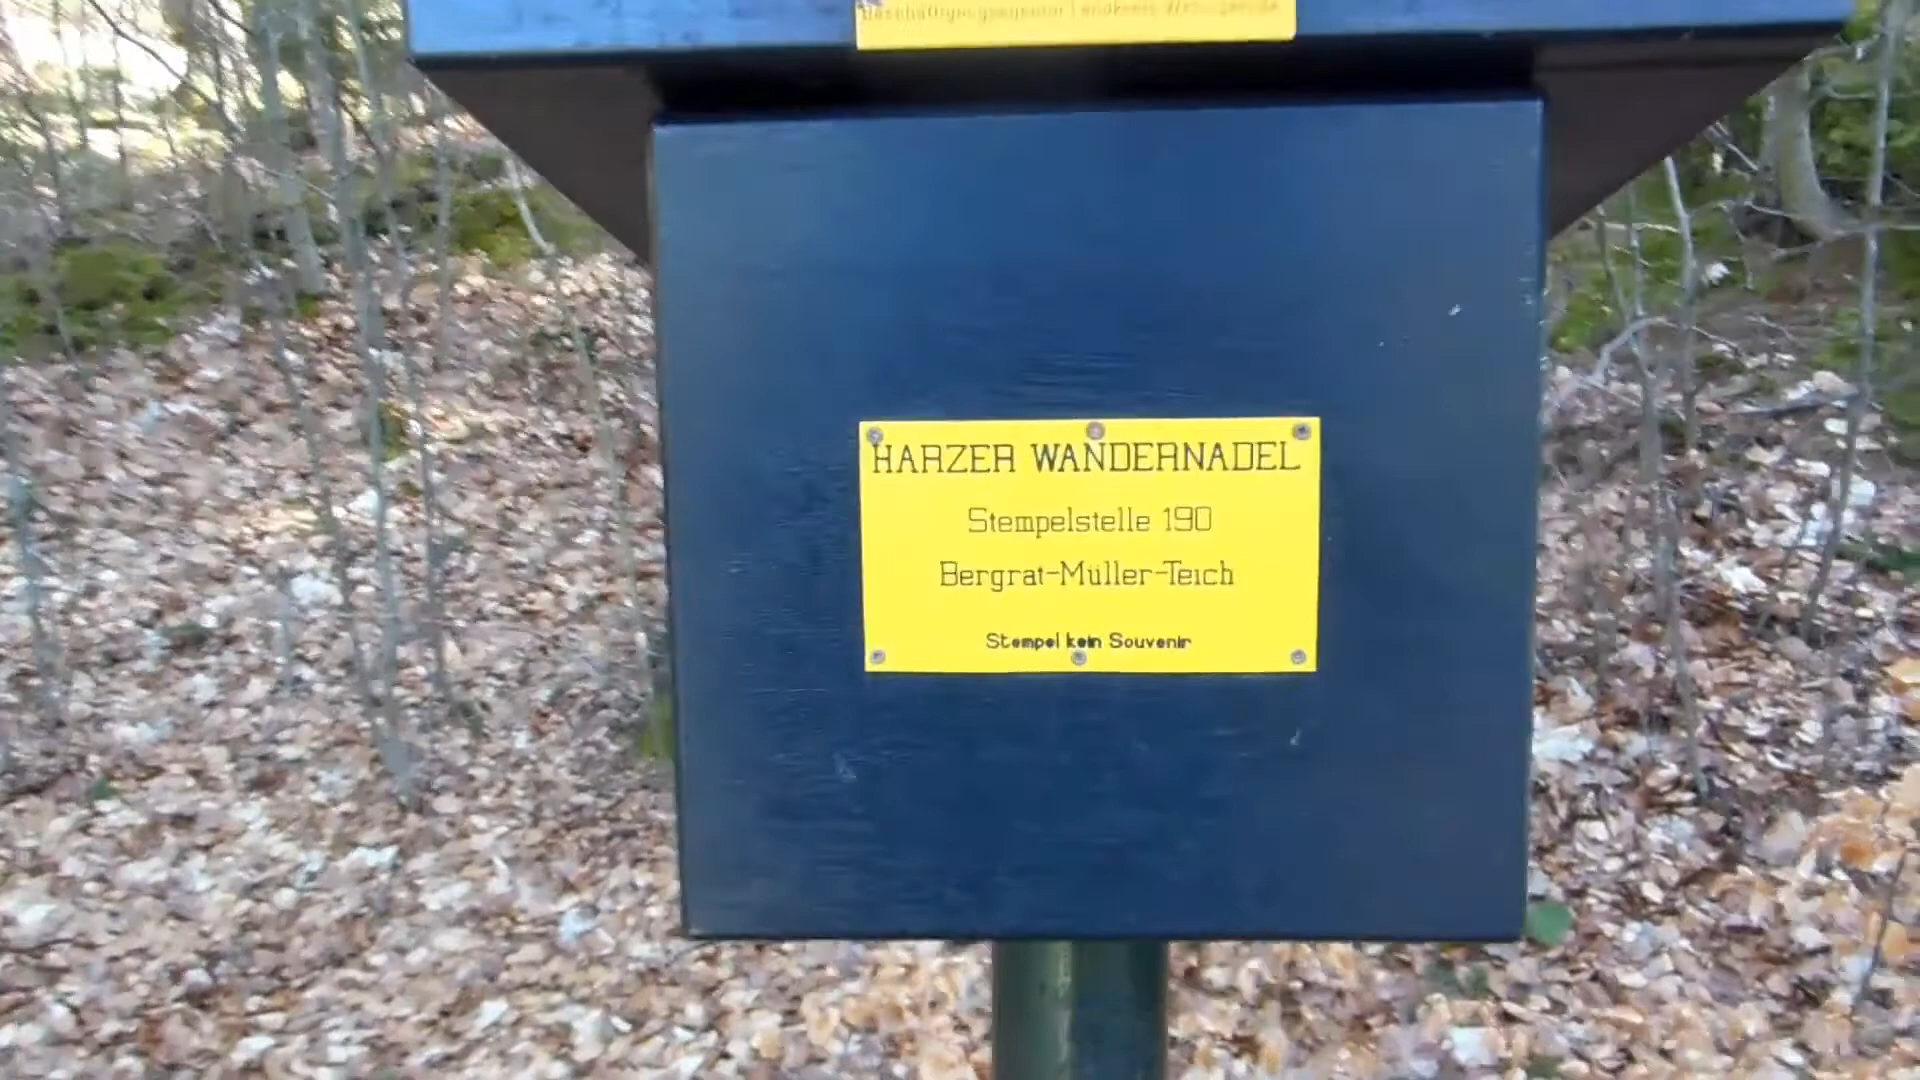 HARZER WANDERNADEL
Stempelstelle 190
Bergrat-Müller-Teich
Stempel kein Souvenir